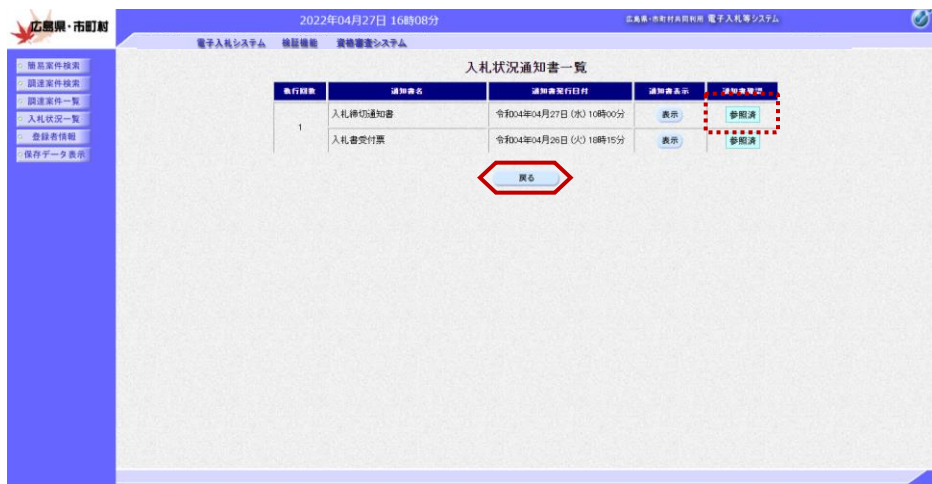 広島県・市町村
2022年04月27日 16時08分
広島県・市町村共同利用 電子入札等システム
電子入札システム 検証機能 資格審査システム
簡易案件検索
調達案件検索
調達案件一覧
入札状況一覧
登録者情報
保存データ表示
入札状況通知書一覧
執行回数 通知書名 通知書発行日付 通知書表示 通知書確認
1
入札締切通知書 令和04年04月27日 (水) 10時00分 表示 参照済
入札書受付票 令和04年04月26日 (火) 18時15分 表示 参照済
戻る